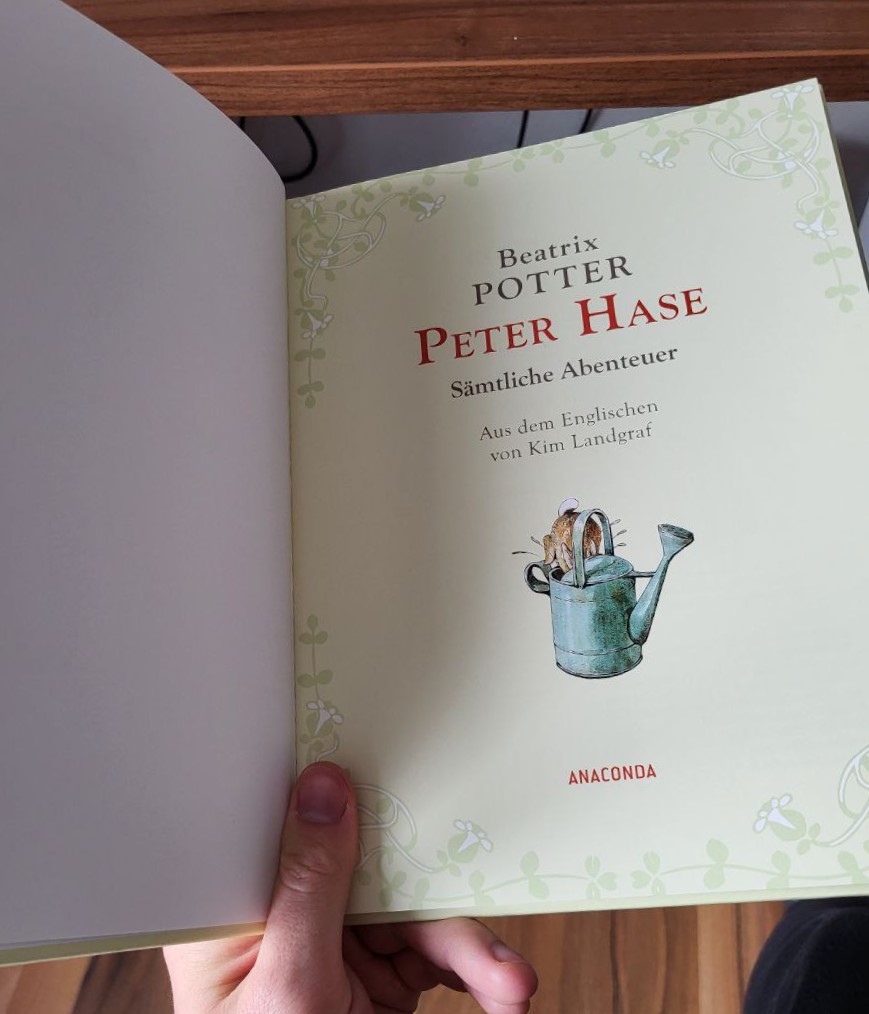 Beatrix
POTTER
PETER HASE
Sämtliche Abenteuer
Aus dem Englischen
von Kim Landgraf
ANACONDA